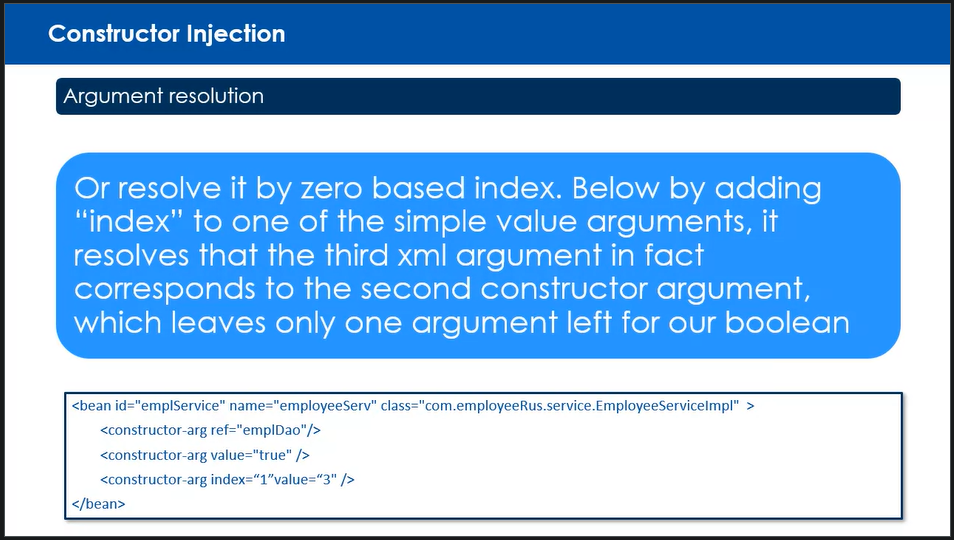 Constructor Injection
Argument resolution
Or resolve it by zero based index. Below by adding
“index” to one of the simple value arguments, it
resolves that the third xml argument in fact
corresponds to the second constructor argument,
which leaves only one argument left for our boolean
<bean id="emplService" name="employeeServ" class="com.employeeRus.service.EmployeeServiceImpl" >
<constructor-arg ref="emplDao"/>
<constructor-arg value="true" />
<constructor-arg index=“1”value=“3" />
</bean>